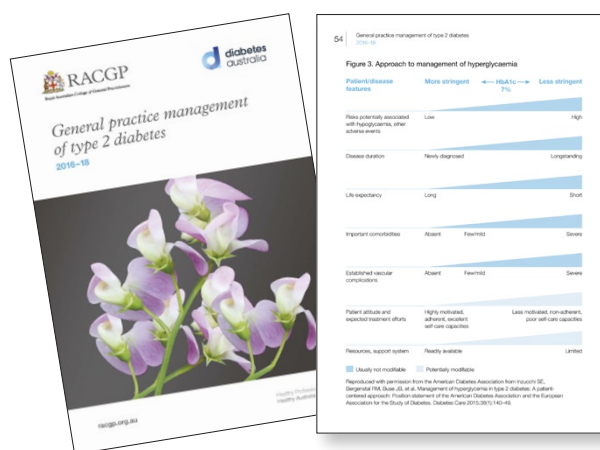 RACGP
Royal Australian College of General Practitioners
diabetes
australia
General practice management
of type 2 diabetes
2016–18
racgp.org.au
54
General practice management of type 2 diabetes
2016–18
Figure 3. Approach to management of hyperglycaemia
Patient/disease features More stringent HbA1c 7% Less stringent
Risks potentially associated with hypoglycaemia, other adverse events Low High
Disease duration Newly diagnosed Longstanding
Life expectancy Long Short
Important comorbidities Absent Few/mild Severe
Established vascular complications Absent Few/mild Severe
Patient attitude and expected treatment efforts Highly motivated, adherent, excellent self-care capacities Less motivated, non-adherent, poor self-care capacities
Resources, support system Readily available Limited
Usually not modifiable Potentially modifiable
Reproduced with permission from the American Diabetes Association from Inzucchi SE,
Bergenstal RM, Buse JB, et al. Management of hyperglycaemia in type 2 diabetes: A patient-
centered approach: Position statement of the American Diabetes Association and the European
Association for the Study of Diabetes. Diabetes Care 2015;38(1):140–49.